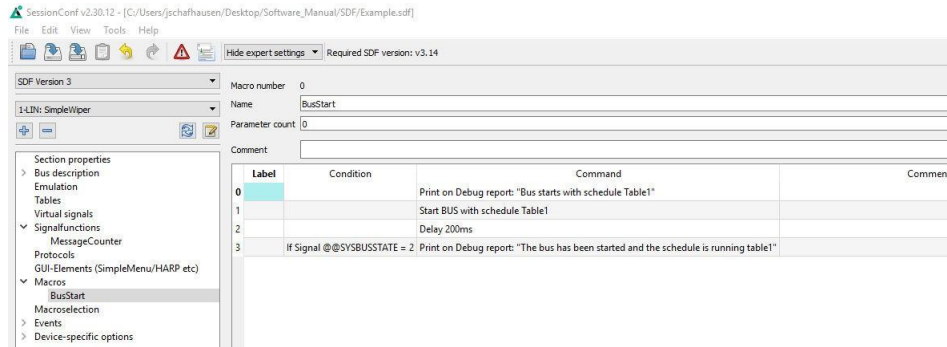 SessionConf v2.30.12 - [C:/Users/jschafhausen/Desktop/Software_Manual/SDF/Example.sdf]
File Edit View Tools Help
Hide expert settings Required SDF version: v3.14
SDF Version 3
1-LIN: SimpleWiper
Section properties
Bus description
Emulation
Tables
Virtual signals
Signalfunctions
MessageCounter
Protocols
GUI-Elements (SimpleMenu/HARP etc)
Macros
BusStart
Macroselection
Events
Device-specific options
Macro number 0
Name BusStart
Parameter count 0
Comment
Label Condition Command Commen
0 Print on Debug report: "Bus starts with schedule Table1"
1 Start BUS with schedule Table1
2 Delay 200ms
3 If Signal @@SYSBUSSTATE = 2 Print on Debug report: "The bus has been started and the schedule is running table1"